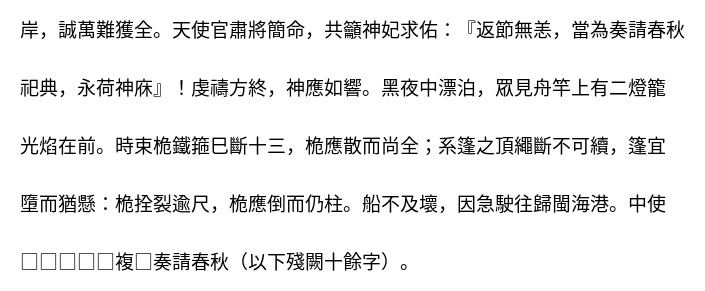 岸，誠萬難獲全。天使官肅將簡命，共籲神妃求佑：『返節無恙，當為奏請春秋
祀典，永荷神庥』！虔禱方終，神應如響。黑夜中漂泊，眾見舟竿上有二燈籠
光焰在前。時束桅鐵箍巳斷十三，桅應散而尚全；系篷之頂繩斷不可續，篷宜
墮而猶懸：桅拴裂逾尺，桅應倒而仍柱。船不及壞，因急駛往歸閩海港。中使
□□□□□複□奏請春秋（以下殘闕十餘字）。